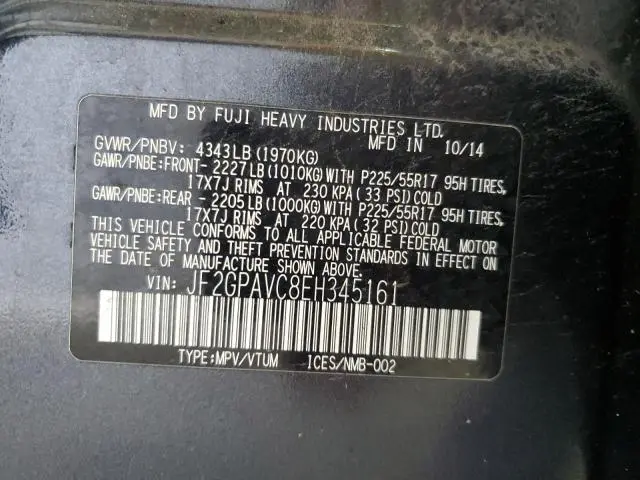 MFD BY FUJI HEAVY INDUSTRIES LTD.
MFD IN 10/14
GVWR/PNBV: 4343LB (1970KG)
GAWR/PNBE:FRONT- 2227LB (1010KG) WITH P225/55R17 95H TIRES,
17X7J RIMS AT 230 KPA (33 PSI) COLD
GAWR/PNBE:REAR - 2205LB (1000KG) WITH P225/55R17 95H TIRES,
17X7J RIMS AT 220 KPA (32 PSI) COLD
THIS VEHICLE CONFORMS TO ALL APPLICABLE FEDERAL MOTOR
VEHICLE SAFETY AND THEFT PREVENTION STANDARDS IN EFFECT ON
THE DATE OF MANUFACTURE SHOWN ABOVE.
VIN: JF2GPAVC8EH345161
TYPE:MPV/VTUM ICES/NMB-002